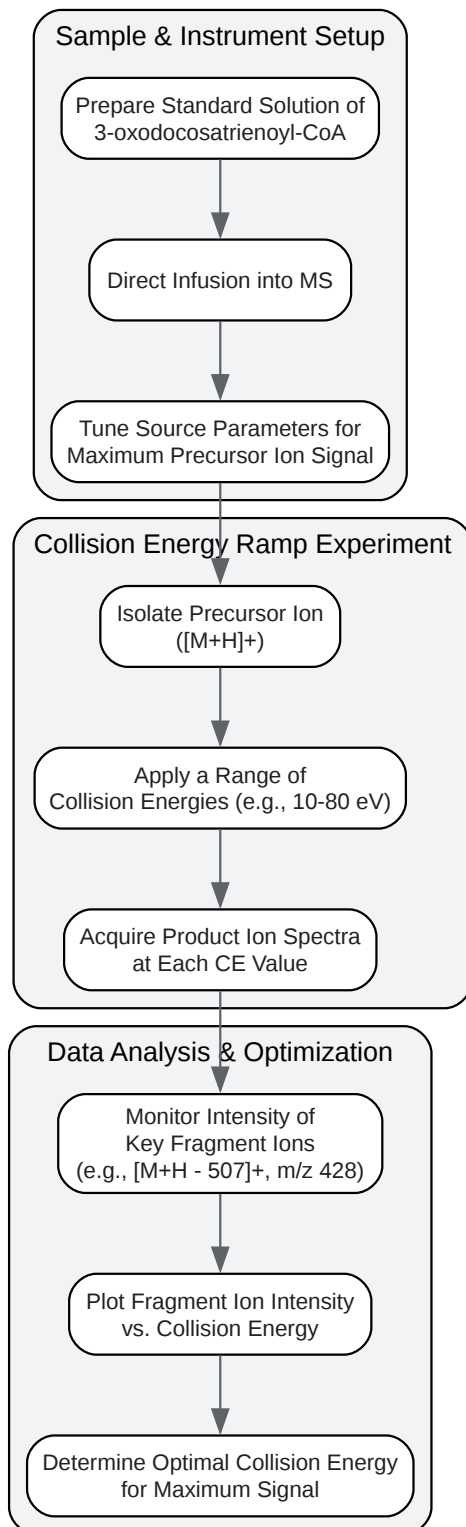 Sample & Instrument Setup
Prepare Standard Solution of
3-oxodocosatrienoyl-CoA
Direct Infusion into MS
Tune Source Parameters for
Maximum Precursor Ion Signal
Collision Energy Ramp Experiment
Isolate Precursor Ion
([M+H]+)
Apply a Range of
Collision Energies (e.g., 10-80 eV)
Acquire Product Ion Spectra
at Each CE Value
Data Analysis & Optimization
Monitor Intensity of
Key Fragment Ions
(e.g., [M+H - 507]+, m/z 428)
Plot Fragment Ion Intensity
vs. Collision Energy
Determine Optimal Collision Energy
for Maximum Signal